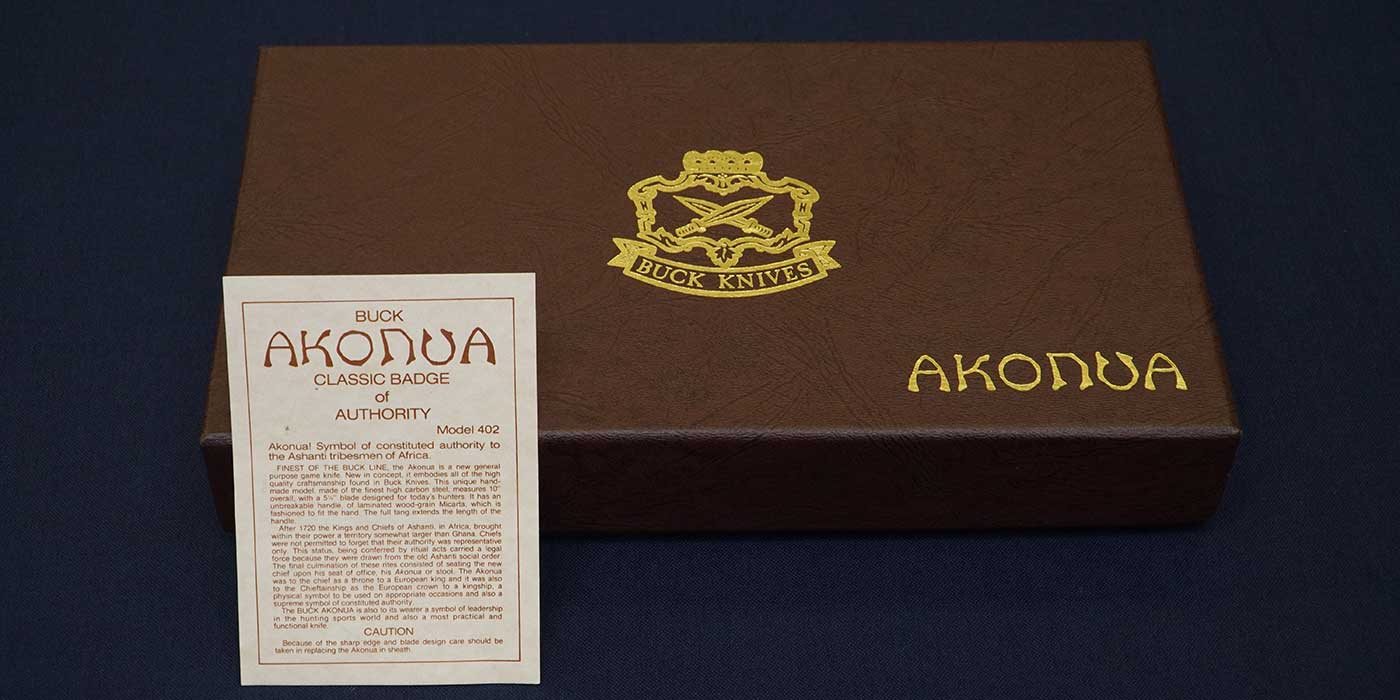 BUCK KNIVES
AKONUA
BUCK
AKONUA
CLASSIC BADGE
of
AUTHORITY
Model 402
Akonua! Symbol of constituted authority to
the Ashanti tribesmen of Africa.
FINEST OF THE BUCK LINE, the Akonua is a new general
purpose game knife. New in concept, it embodies all of the high
quality craftsmanship found in Buck Knives. This unique hand-
made model, made of the finest high carbon steel, measures 10"
overall, with a 5¼" blade designed for today's hunters. It has an
unbreakable handle, of laminated wood-grain Micarta, which is
fashioned to fit the hand. The full tang extends the length of the
handle.
After 1720 the Kings and Chiefs of Ashanti, in Africa, brought
within their power a territory somewhat larger than Ghana. Chiefs
were not permitted to forget that their authority was representative
only. This status, being conferred by ritual acts carried a legal
force because they were drawn from the old Ashanti social order.
The final culmination of these rites consisted of seating the new
chief upon his seat of office, his Akonua or stool. The Akonua
was to the chief as a throne to a European king and it was also
to the Chieftainship as the European crown to a kingship, a
physical symbol to be used on appropriate occasions and also a
supreme symbol of constituted authority.
The BUCK AKONUA is also to its wearer a symbol of leadership
in the hunting sports world and also a most practical and
functional knife.
CAUTION
Because of the sharp edge and blade design care should be
taken in replacing the Akonua in sheath.